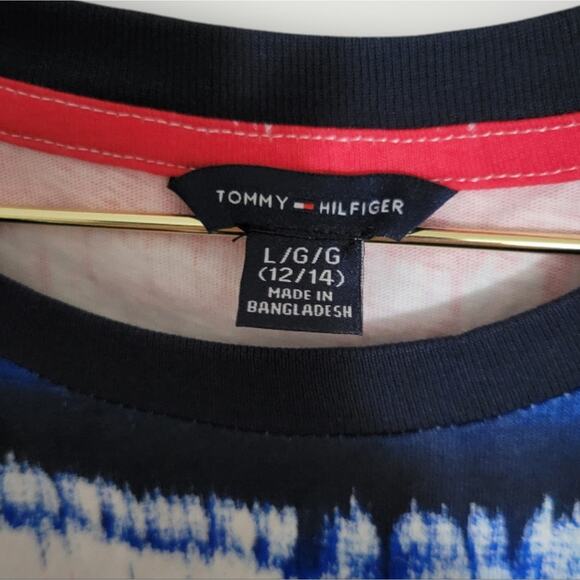 TOMMY HILFIGER
L/G/G
(12/14)
MADE IN
BANGLADESH